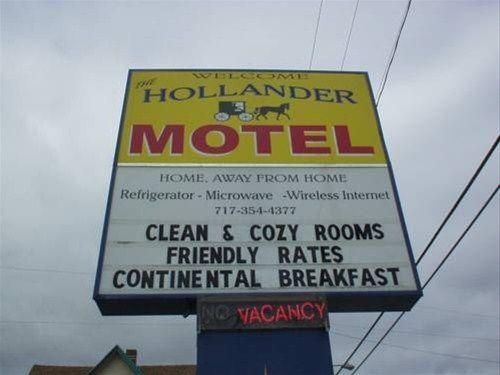 WELCOME
THE
HOLLANDER
MOTEL
HOME, AWAY FROM HOME
Refrigerator - Microwave -Wireless Internet
717-354-4377
CLEAN & COZY ROOMS
FRIENDLY RATES
CONTINENTAL BREAKFAST
NO VACANCY